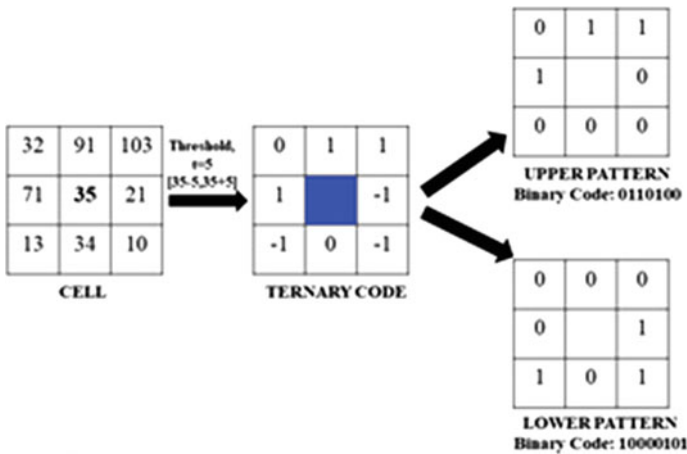 32 91 103
71 35 21
13 34 10
CELL
Threshold,
t=5
[35-5,35+5]
0 1 1
1 -1
-1 0 -1
TERNARY CODE
0 1 1
1 0
0 0 0
UPPER PATTERN
Binary Code: 0110100
0 0 0
0 1
1 0 1
LOWER PATTERN
Binary Code: 10000101